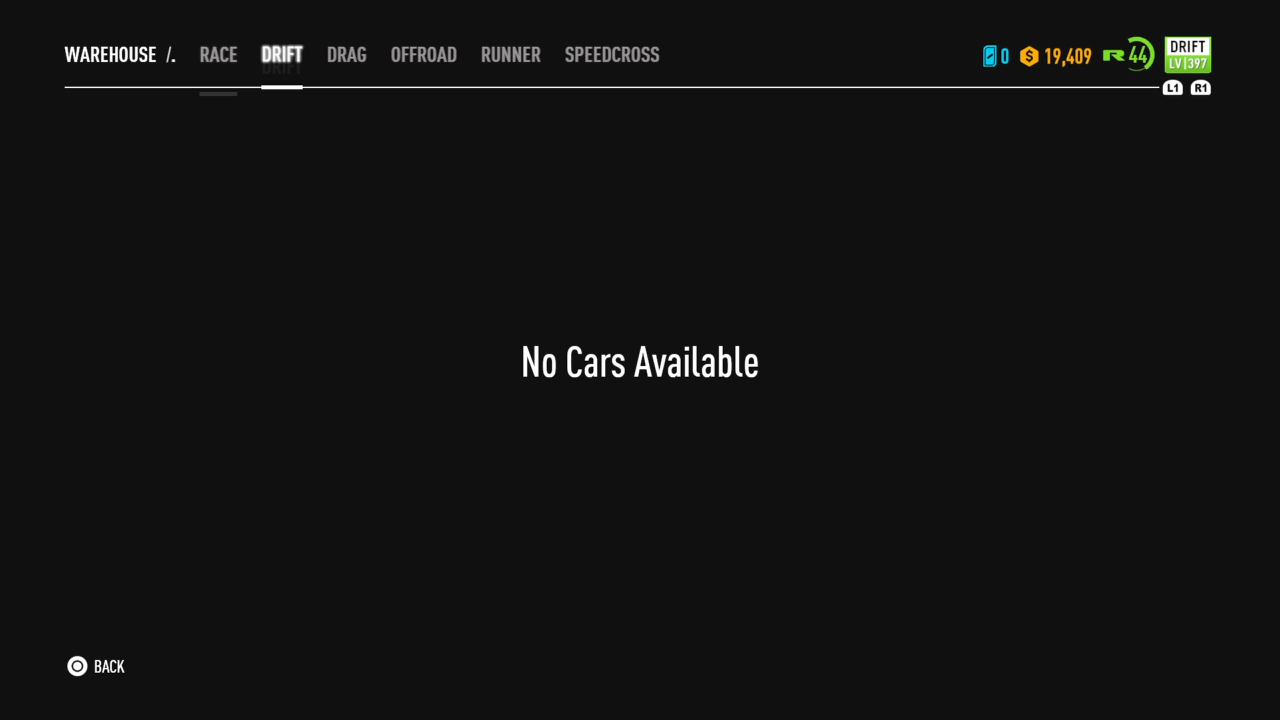 WAREHOUSE /. RACE DRIFT DRAG OFFROAD RUNNER SPEEDCROSS 0 $ 19,409 R 44 DRIFT
LV|397
L1 R1
No Cars Available
BACK